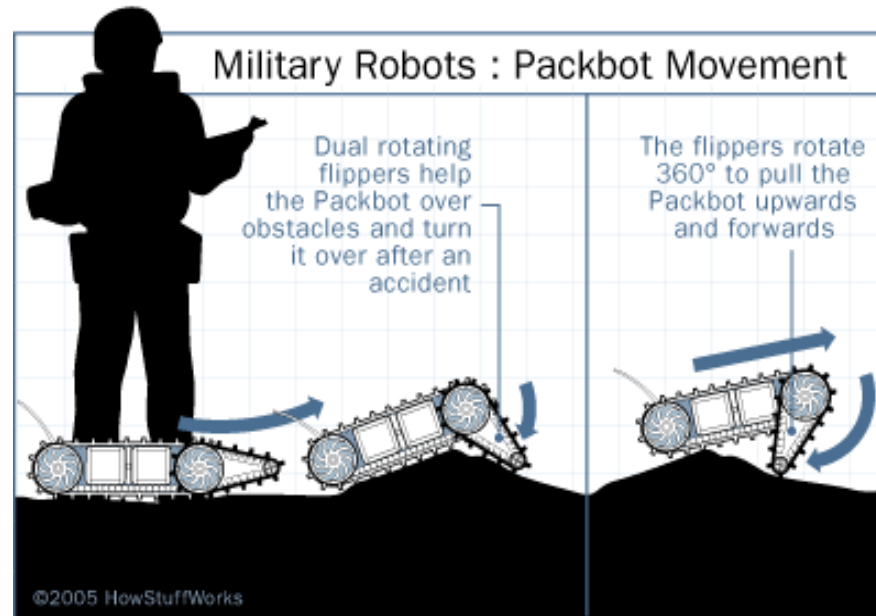 Military Robots : Packbot Movement
Dual rotating
flippers help
the Packbot over
obstacles and turn
it over after an
accident
The flippers rotate
360° to pull the
Packbot upwards
and forwards
©2005 HowStuffWorks